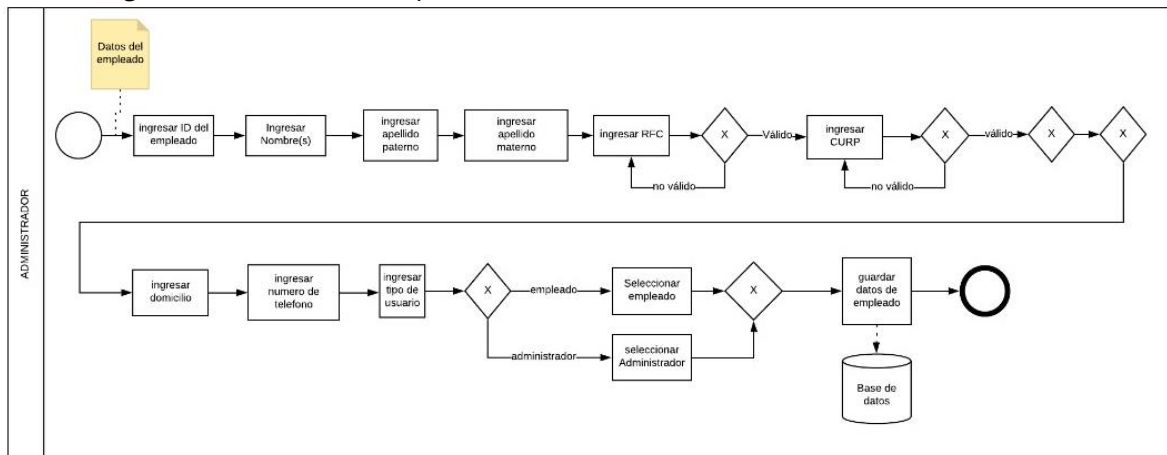 Datos del
empleado
ADMINISTRADOR
ingresar ID del
empleado
Ingresar
Nombre(s)
ingresar
apellido
paterno
ingresar
apellido
materno
ingresar RFC
X
Válido
no válido
ingresar
CURP
X
válido
no válido
X
X
ingresar
domicilio
ingresar
numero de
telefono
ingresar
tipo de
usuario
X
empleado
administrador
Seleccionar
empleado
seleccionar
Administrador
X
guardar
datos de
empleado
Base de
datos